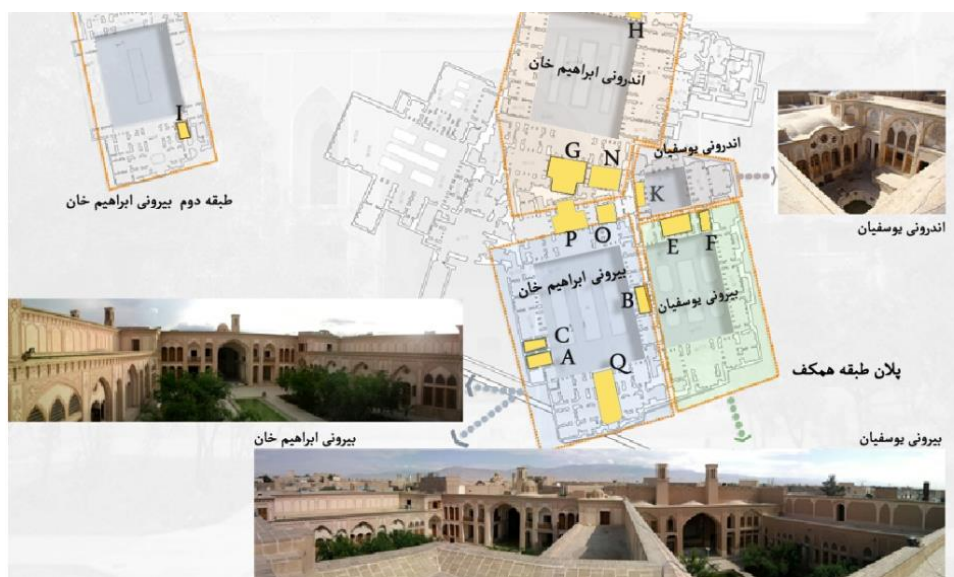 H
اندرونی ابراهیم خان
I
G
N
اندرونی یوسفیان
K
طبقه دوم بیرونی ابراهیم خان
P
O
E
F
اندرونی یوسفیان
بیرونی ابراهیم خان
B
بیرونی یوسفیان
C
A
Q
پلان طبقه همکف
بیرونی ابراهیم خان
بیرونی یوسفیان